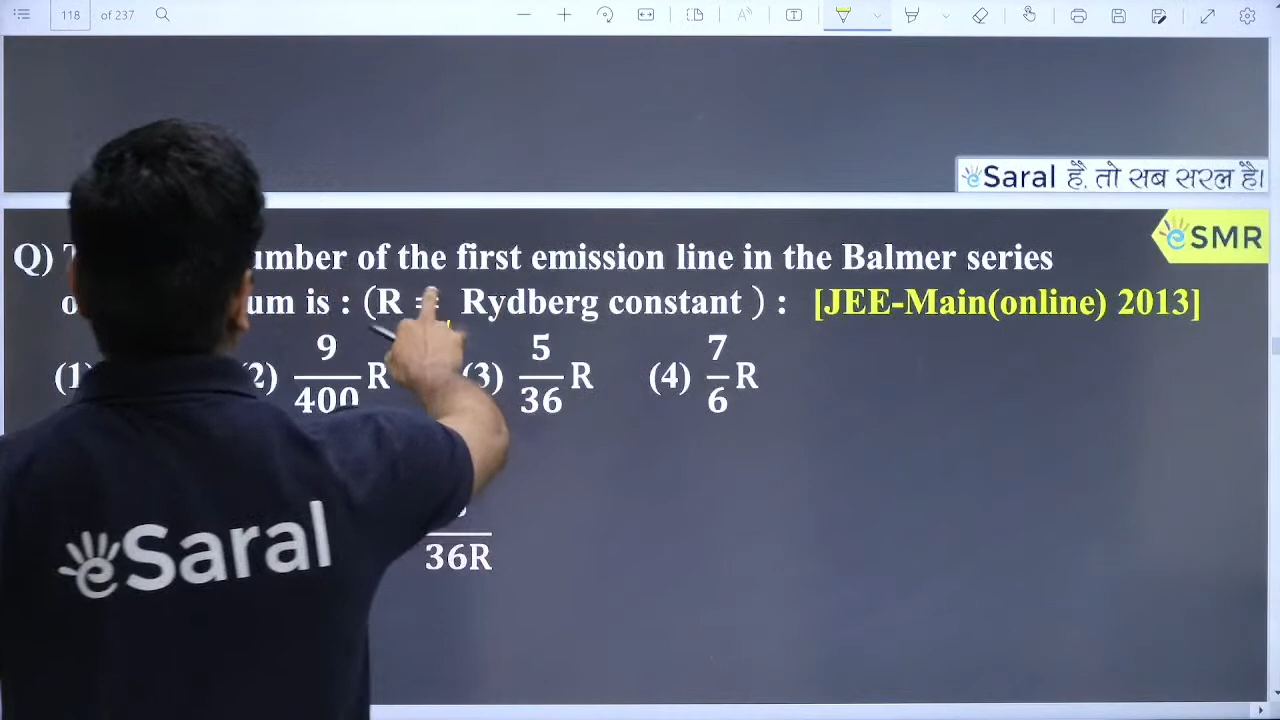 118 of 237
eSaral है, तो सब सरल है।
eSMR
Q) umber of the first emission line in the Balmer series
um is : (R = Rydberg constant ) : [JEE-Main(online) 2013]
(1) 2) 9/400 R (3) 5/36 R (4) 7/6 R
36R
eSaral